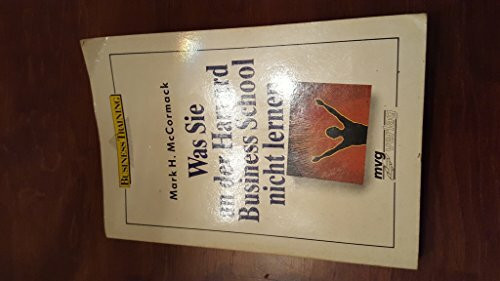 BUSINESS TRAINING
Mark H. McCormack
Was Sie
an der Harvard
Business School
nicht lernen
mvg